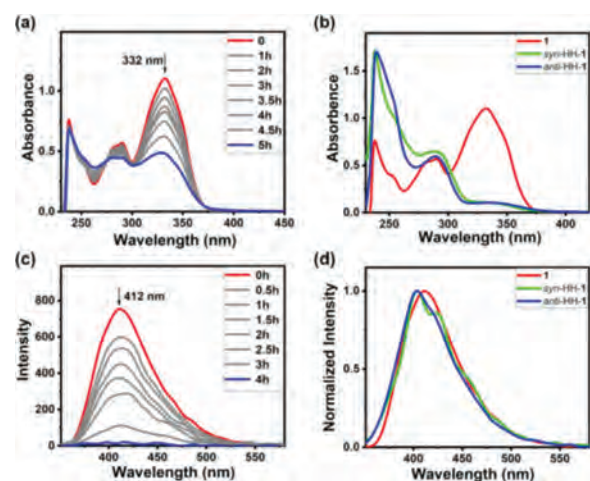 (a)
332 nm
0
1h
2h
3h
3.5h
4h
4.5h
5h
Absorbance
1.0
0.5
0.0
250 300 350 400 450
Wavelength (nm)
(b)
1
syn-HH-1
anti-HH-1
Absorbance
1.5
1.0
0.5
0.0
250 300 350 400
Wavelength (nm)
(c)
412 nm
0h
0.5h
1h
1.5h
2h
2.5h
3h
4h
Intensity
800
600
400
200
0
400 450 500 550
Wavelength (nm)
(d)
1
syn-HH-1
anti-HH-1
Normalized Intensity
1.0
0.5
0.0
400 450 500 550
Wavelength (nm)